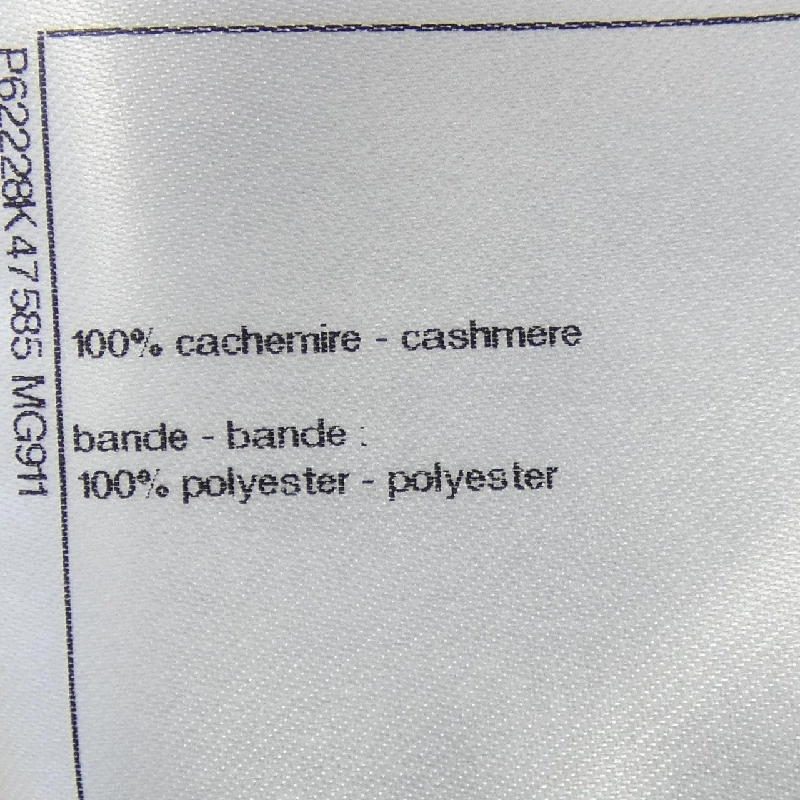 P62228K47585 MG911
100% cachemire - cashmere
bande - bande :
100% polyester - polyester